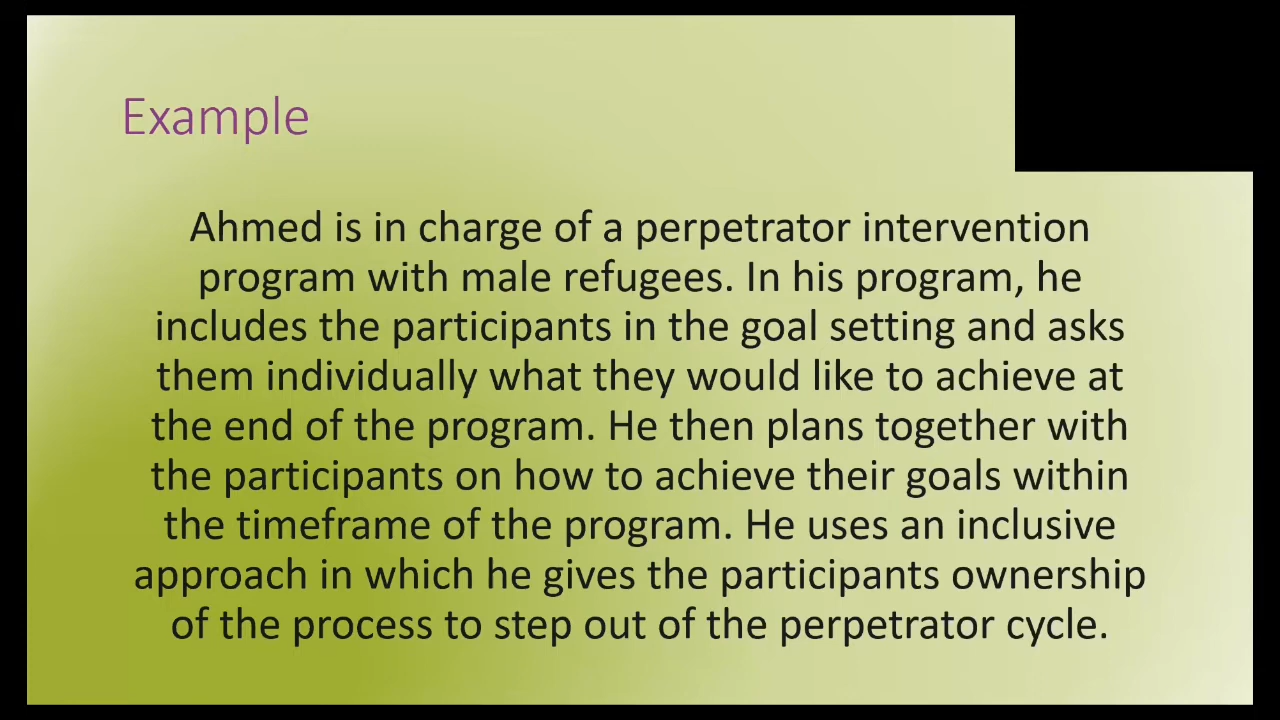 Example
Ahmed is in charge of a perpetrator intervention
program with male refugees. In his program, he
includes the participants in the goal setting and asks
them individually what they would like to achieve at
the end of the program. He then plans together with
the participants on how to achieve their goals within
the timeframe of the program. He uses an inclusive
approach in which he gives the participants ownership
of the process to step out of the perpetrator cycle.